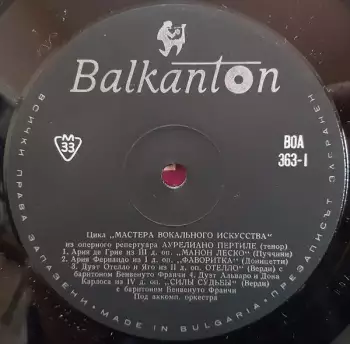 Balkanton
M
33
BOA
363-I
Цикл „МАСТЕРА ВОКАЛЬНОГО ИСКУССТВА"
из оперного репертуара АУРЕЛИАНО ПЕРТИЛЕ (тенор)
1. Ария де Грие из III д. оп. „МАНОН ЛЕСКО" (Пуччини)
2. Ария Фернандо из I д. оп. „ФАВОРИТКА" (Доницетти)
3. Дуэт Отелло и Яго из II д. оп. ОТЕЛЛО" (Верди) с
баритоном Бенвенуто Франчи 4. Дуэт Альваро и Дона
Карлоса из IV д. оп. „СИЛЫ СУДЬБЫ" (Верди)
с баритоном Бенвенуто Франчи
Под аккомп. оркестра
ВСИЧКИ ПРАВА ЗАПАЗЕНИ • MADE IN BULGARIA • ПРЕЗАПИСЪТ ЗАБРАНЕН